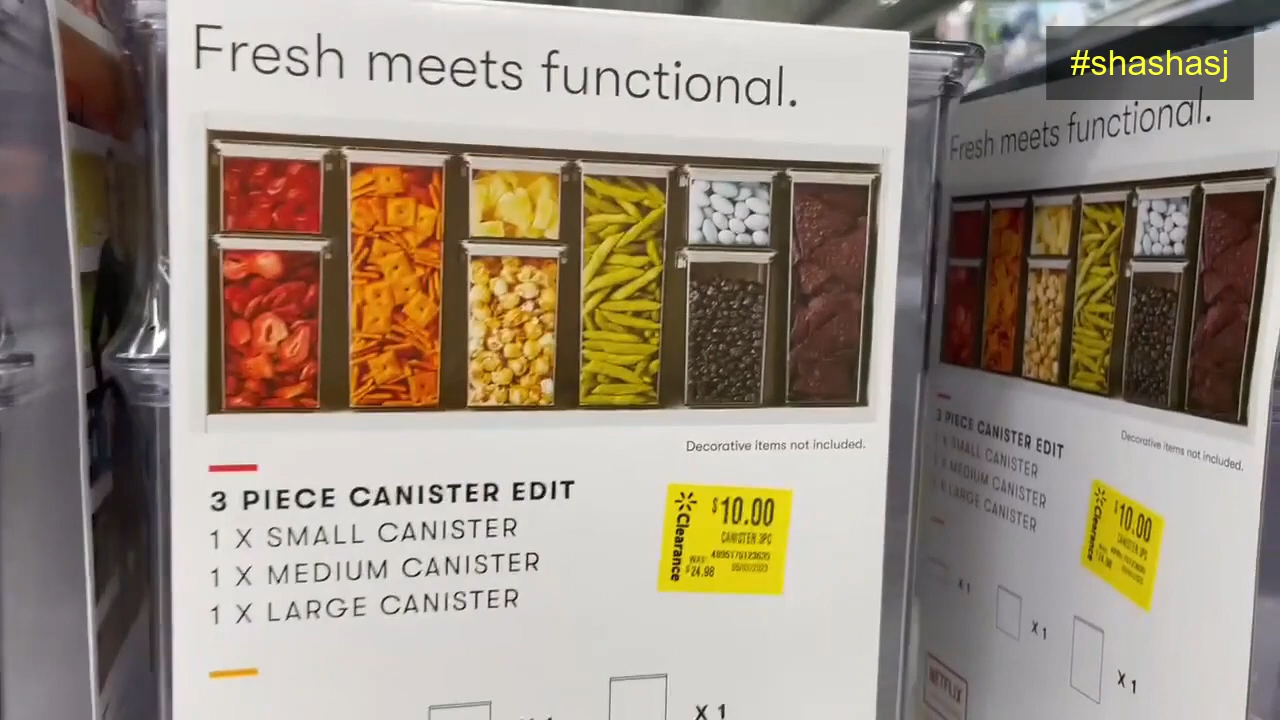 #shashasj
Fresh meets functional.
Decorative items not included.
3 PIECE CANISTER EDIT
1 X SMALL CANISTER
1 X MEDIUM CANISTER
1 X LARGE CANISTER
Clearance
$10.00
CANISTER 3PC
WAS
$24.98
X 1
Fresh meets functional.
Decorative items not included.
3 PIECE CANISTER EDIT
1 X SMALL CANISTER
1 X MEDIUM CANISTER
1 X LARGE CANISTER
Clearance
$10.00
X 1
X 1
X 1
NETFLIX